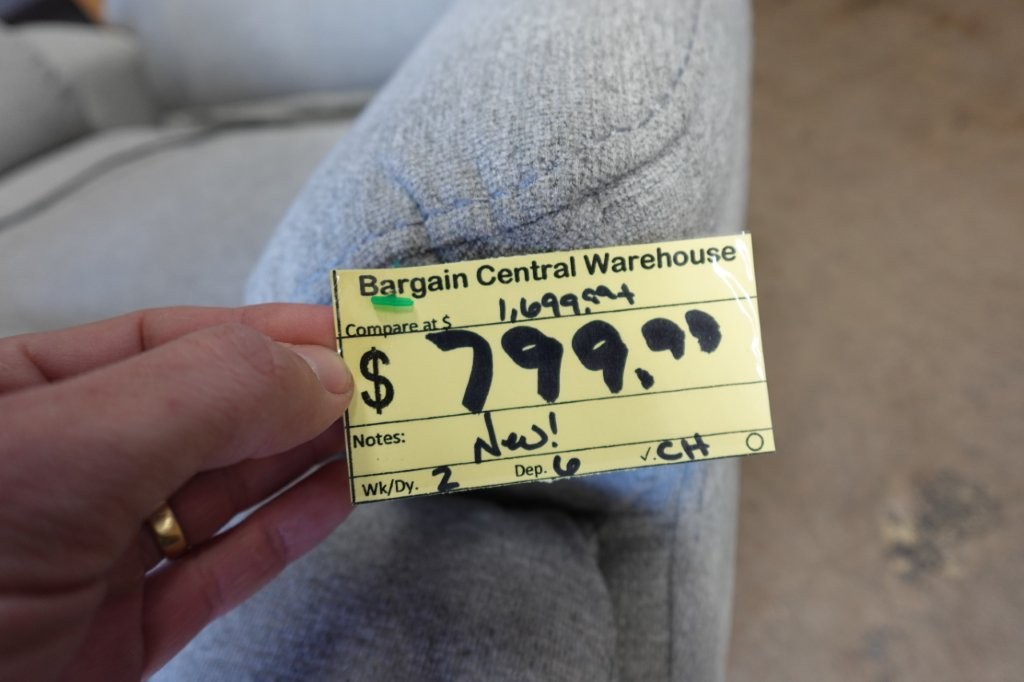 Bargain Central Warehouse
Compare at $ 1,699.99+
$ 799.99
Notes: New!
Wk/Dy. 2 Dep. 6 ✓. CH